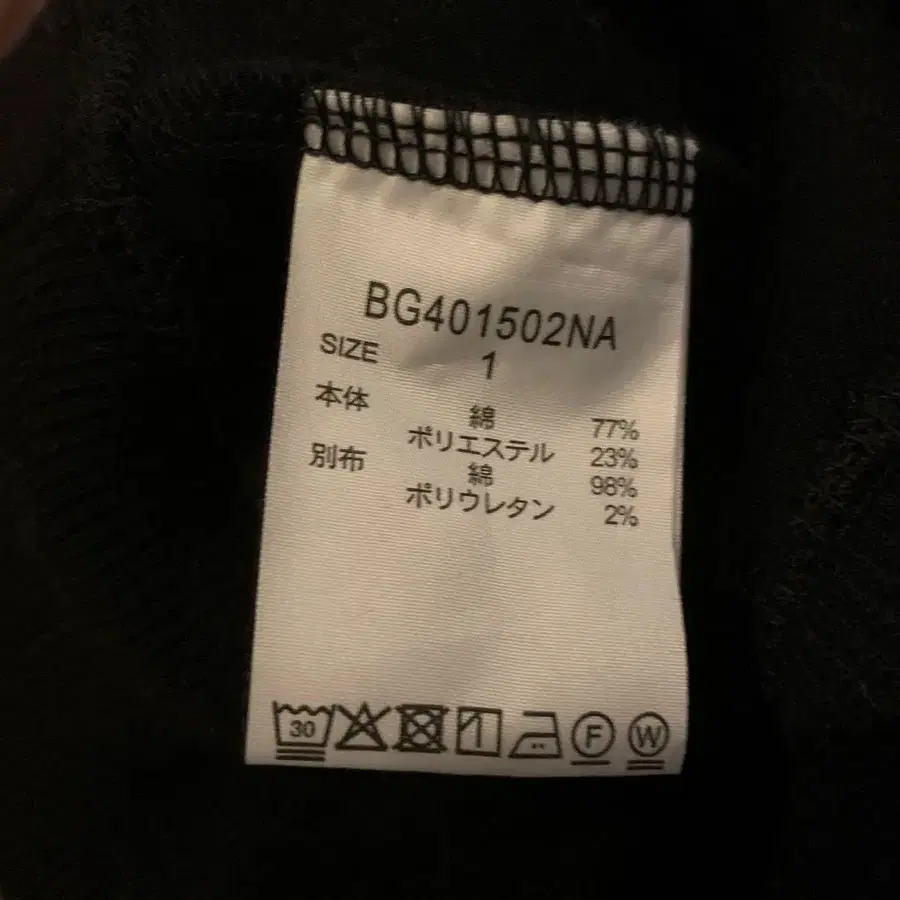 BG401502NA
SIZE 1
本体 綿 77%
ポリエステル 23%
別布 綿 98%
ポリウレタン 2%
30 F W